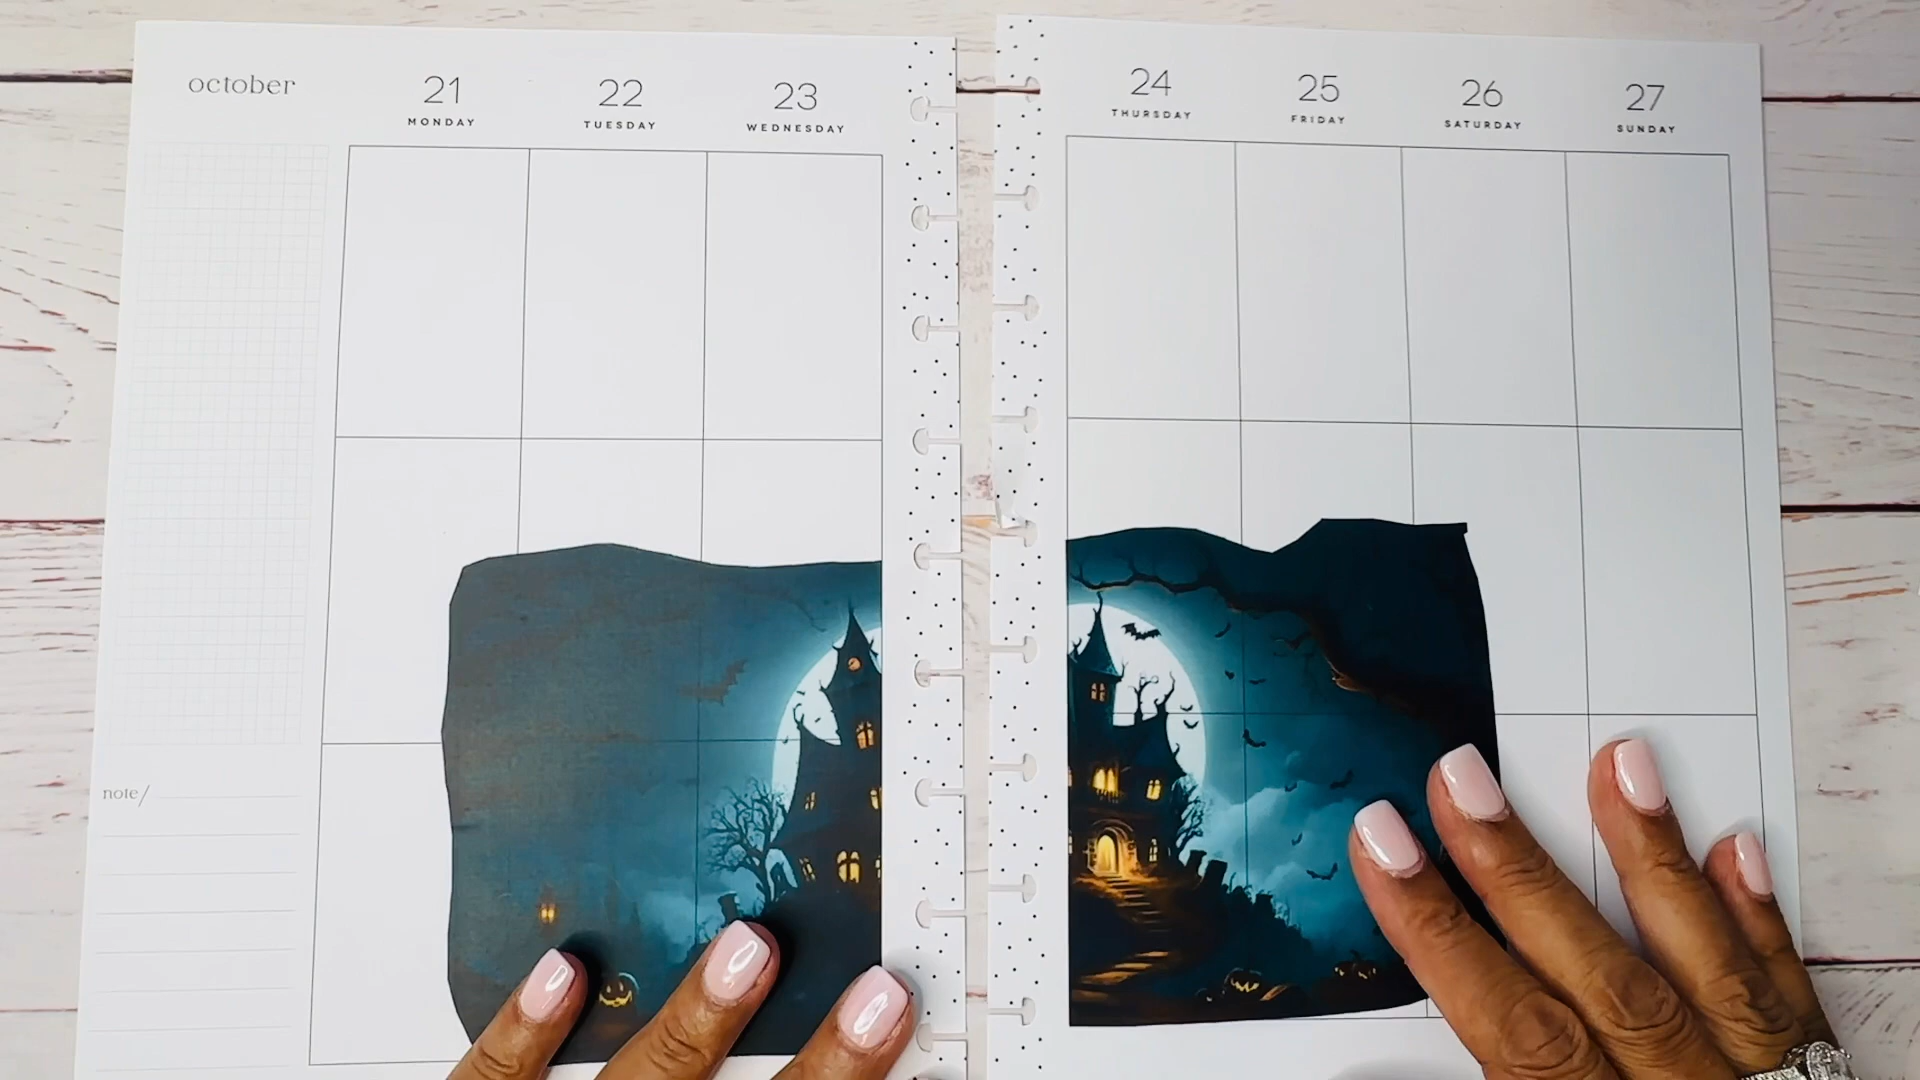 october
21
MONDAY
22
TUESDAY
23
WEDNESDAY
24
THURSDAY
25
FRIDAY
26
SATURDAY
27
SUNDAY
note/